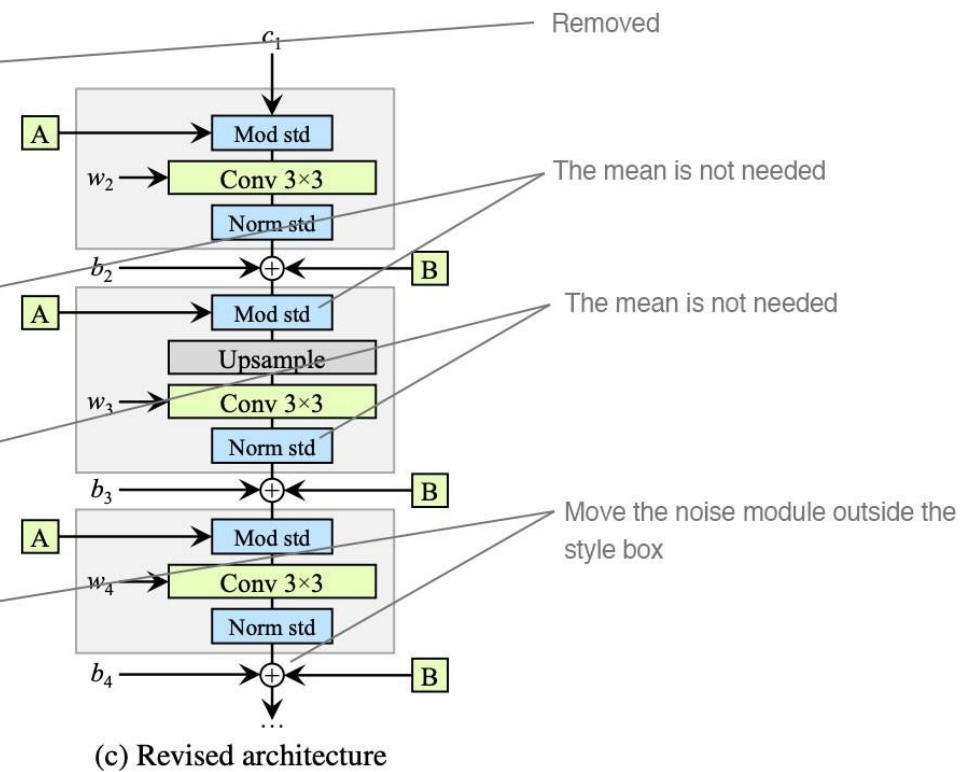 Removed
c₁
A
Mod std
w₂
Conv 3×3
The mean is not needed
Norm std
b₂
+
B
A
Mod std
The mean is not needed
Upsample
w₃
Conv 3×3
Norm std
b₃
+
B
Move the noise module outside the
style box
A
Mod std
w₄
Conv 3×3
Norm std
b₄
+
B
...
(c) Revised architecture